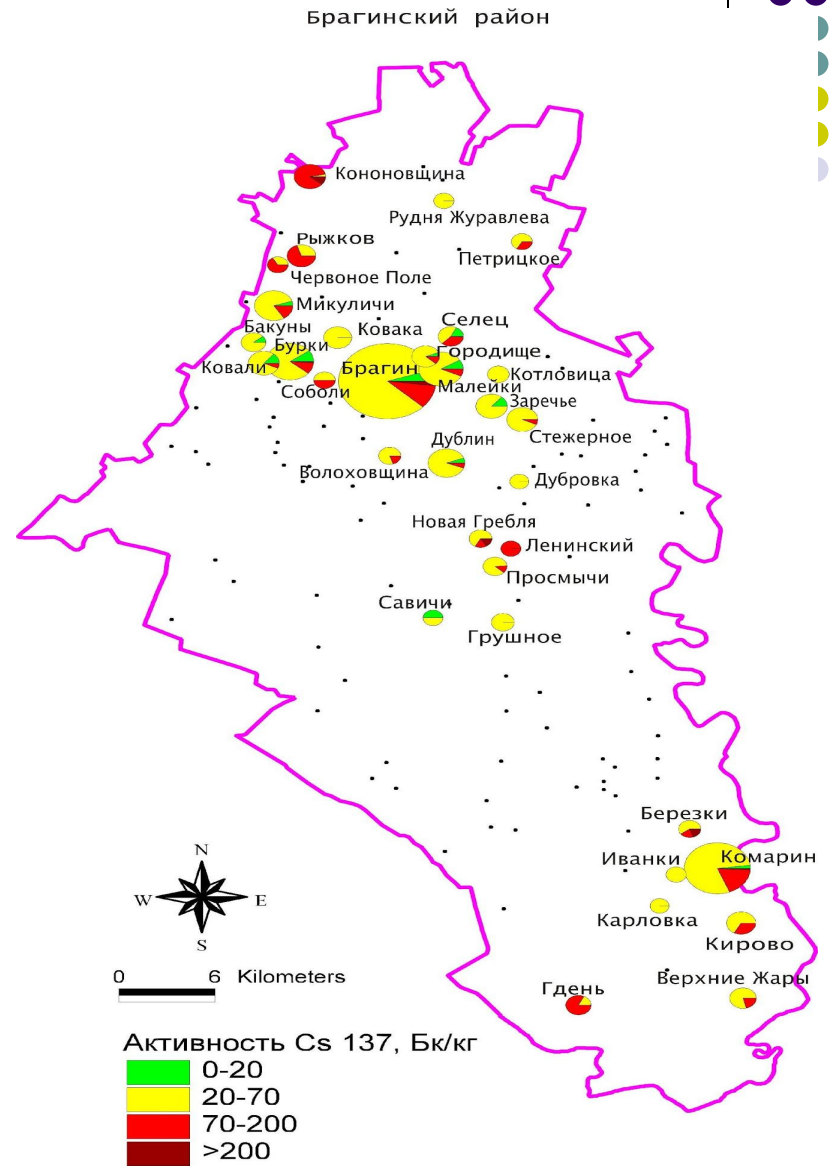 Брагинский район
Кононовщина
Рудня Журавлева
Рыжков
Петрицкое
Червоное Поле
Микуличи
Селец
Бакуны
Ковака
Бурки
Городище
Ковали
Брагин
Котловица
Соболи
Малейки
Заречье
Стежерное
Дублин
Волоховщина
Дубровка
Новая Гребля
Ленинский
Просмычи
Савичи
Грушное
Березки
Иванки
Комарин
Карловка
Кирово
Гдень
Верхние Жары
N
W
E
S
0
6
Kilometers
Активность Cs 137, Бк/кг
0-20
20-70
70-200
>200